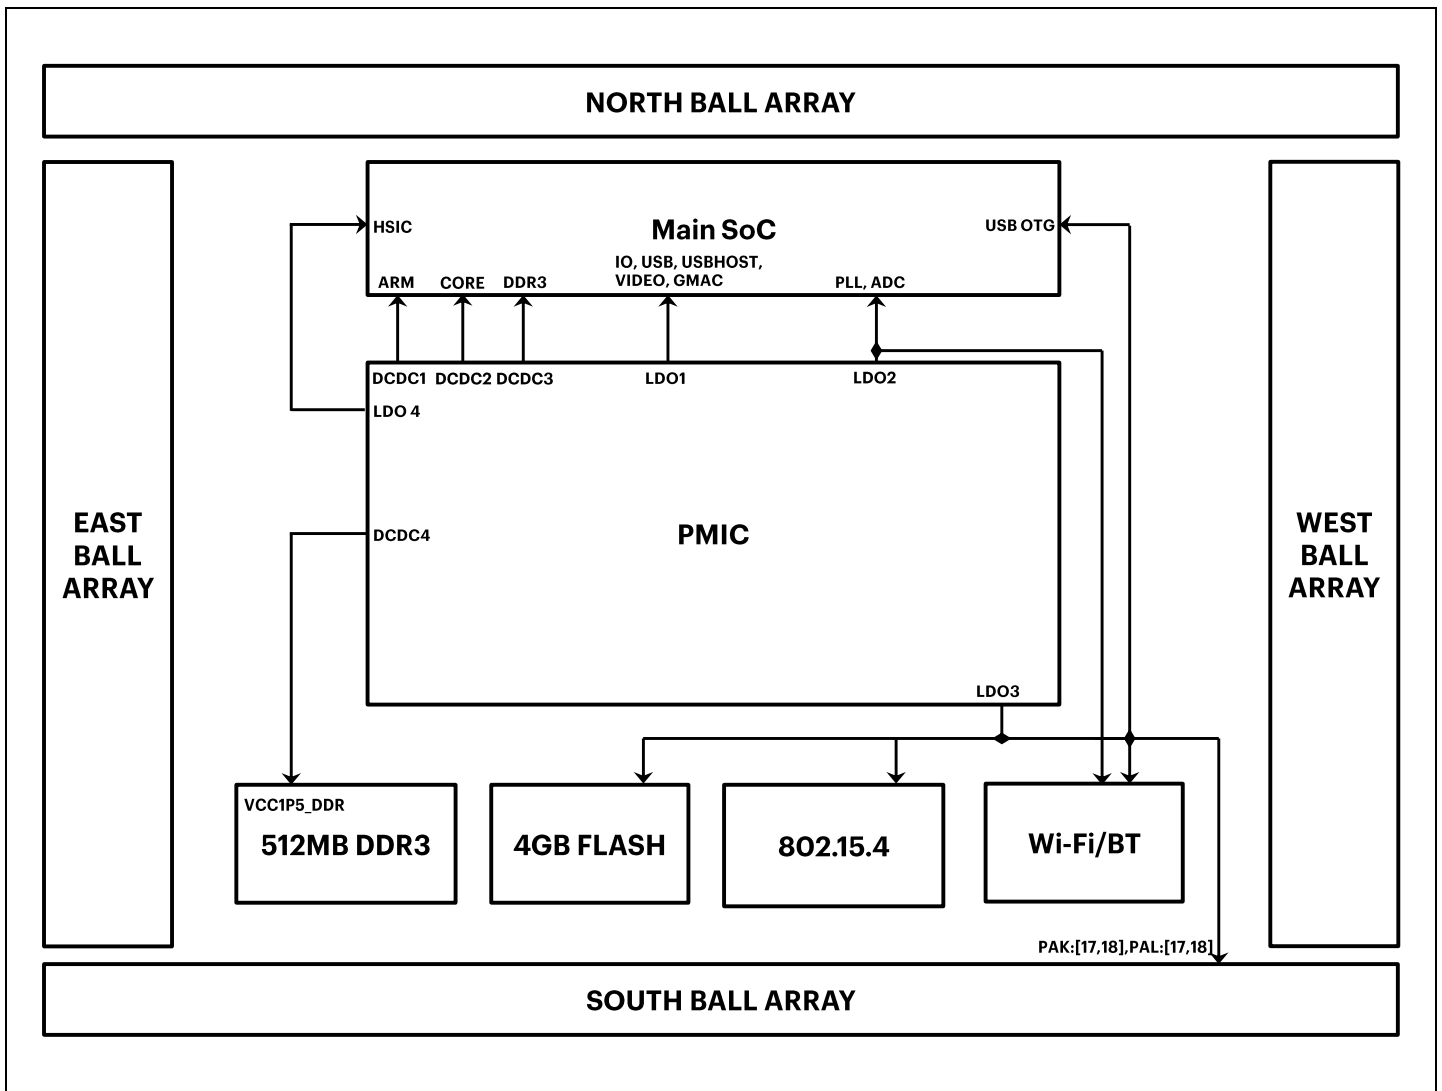 NORTH BALL ARRAY
HSIC
Main SoC
USB OTG
IO, USB, USBHOST,
VIDEO, GMAC
ARM
CORE
DDR3
PLL, ADC
DCDC1
DCDC2
DCDC3
LDO1
LDO2
LDO 4
EAST
BALL
ARRAY
DCDC4
PMIC
WEST
BALL
ARRAY
LDO3
VCC1P5_DDR
512MB DDR3
4GB FLASH
802.15.4
Wi-Fi/BT
PAK:[17,18],PAL:[17,18]
SOUTH BALL ARRAY